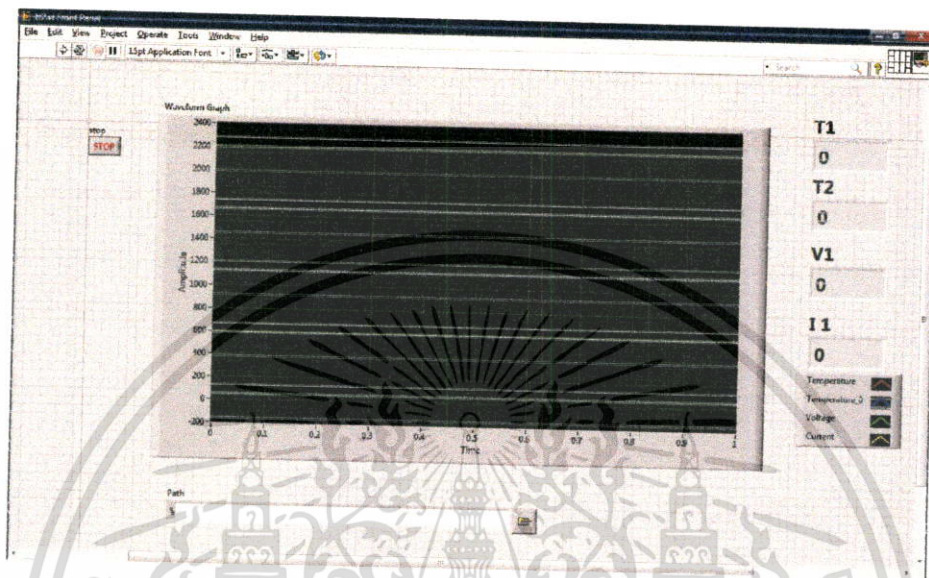 Front Panel
File Edit View Project Operate Tools Window Help
15pt Application Font
Search
Waveform Graph
stop
STOP
Amplitude
2400
2200
2000
1800
1600
1400
1200
1000
800
600
400
200
0
-200
0 0.1 0.2 0.3 0.4 0.5 0.6 0.7 0.8 0.9 1
Time
T1
0
T2
0
V1
0
I 1
0
Temperature
Temperature_0
Voltage
Current
Path